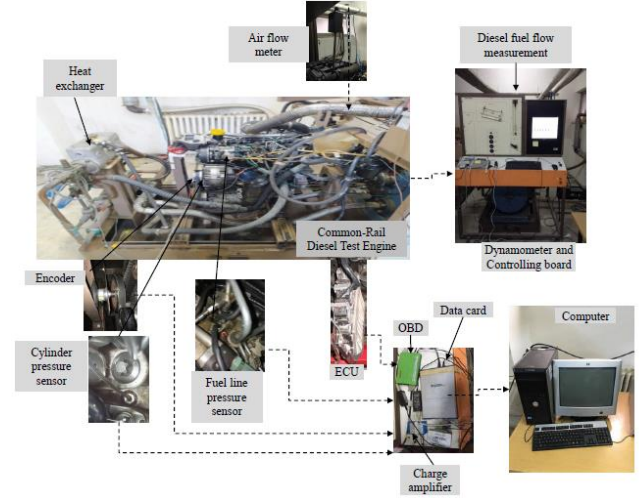 Air flow
meter
Diesel fuel flow
measurement
Heat
exchanger
Common-Rail
Diesel Test Engine
Dynamometer and
Controlling board
Encoder
Data card
Computer
OBD
Cylinder
pressure
sensor
Fuel line
pressure
sensor
ECU
Charge
amplifier